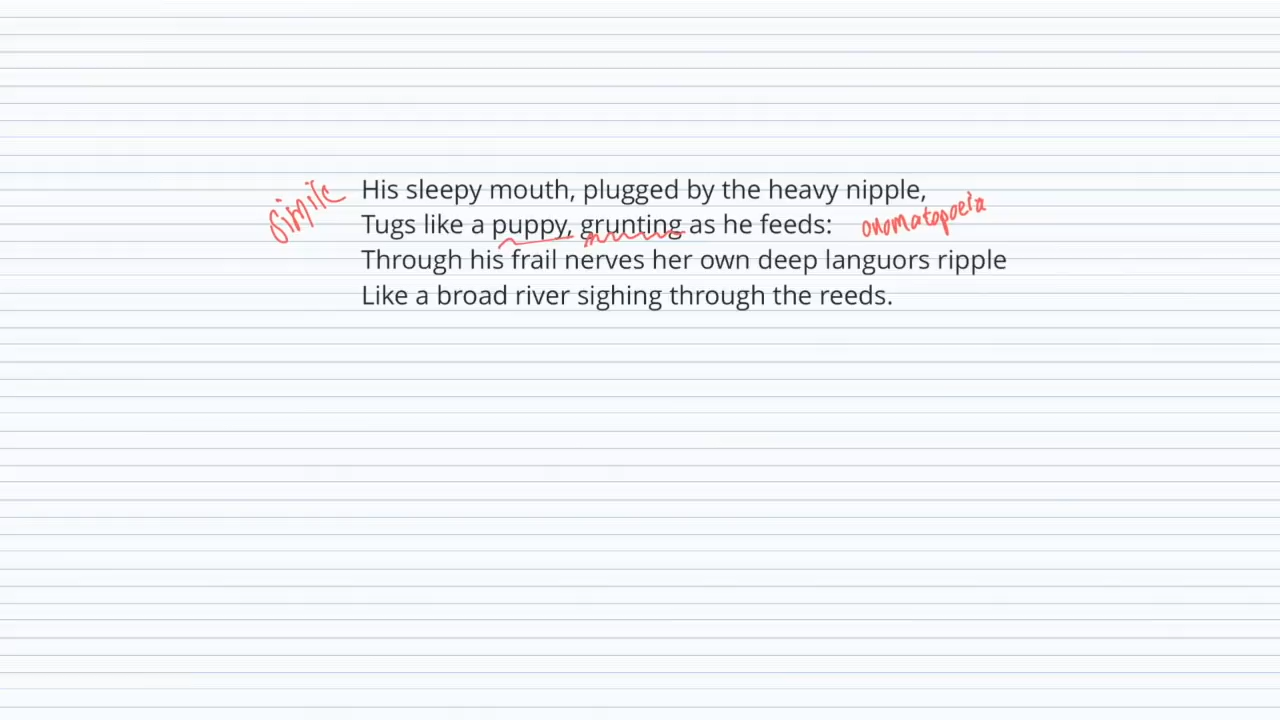 simile His sleepy mouth, plugged by the heavy nipple,
Tugs like a puppy, grunting as he feeds: onomatopoeia
Through his frail nerves her own deep languors ripple
Like a broad river sighing through the reeds.